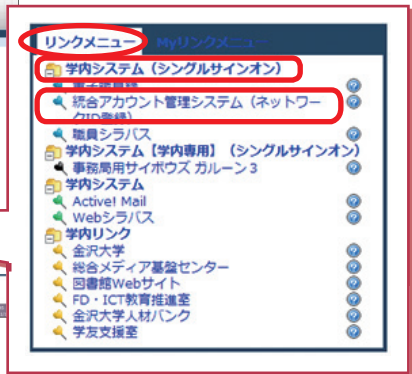 リンクメニュー Myリンクメニュー
学内システム（シングルサインオン）
統合アカウント管理システム（ネットワー
クID登録）
職員シラバス
学内システム【学内専用】（シングルサインオン）
事務局用サイボウズ ガルーン３
学内システム
Active! Mail
Webシラバス
学内リンク
金沢大学
総合メディア基盤センター
図書館Webサイト
FD・ICT教育推進室
金沢大学人材バンク
学友支援室